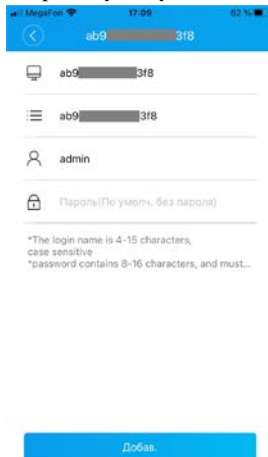 MegaFon 17:09 62 %
ab9 3f8
ab9 3f8
ab9 3f8
admin
Пароль(По умолч. без пароля)
*The login name is 4-15 characters,
case sensitive
*password contains 8-16 characters, and must...
Добав.